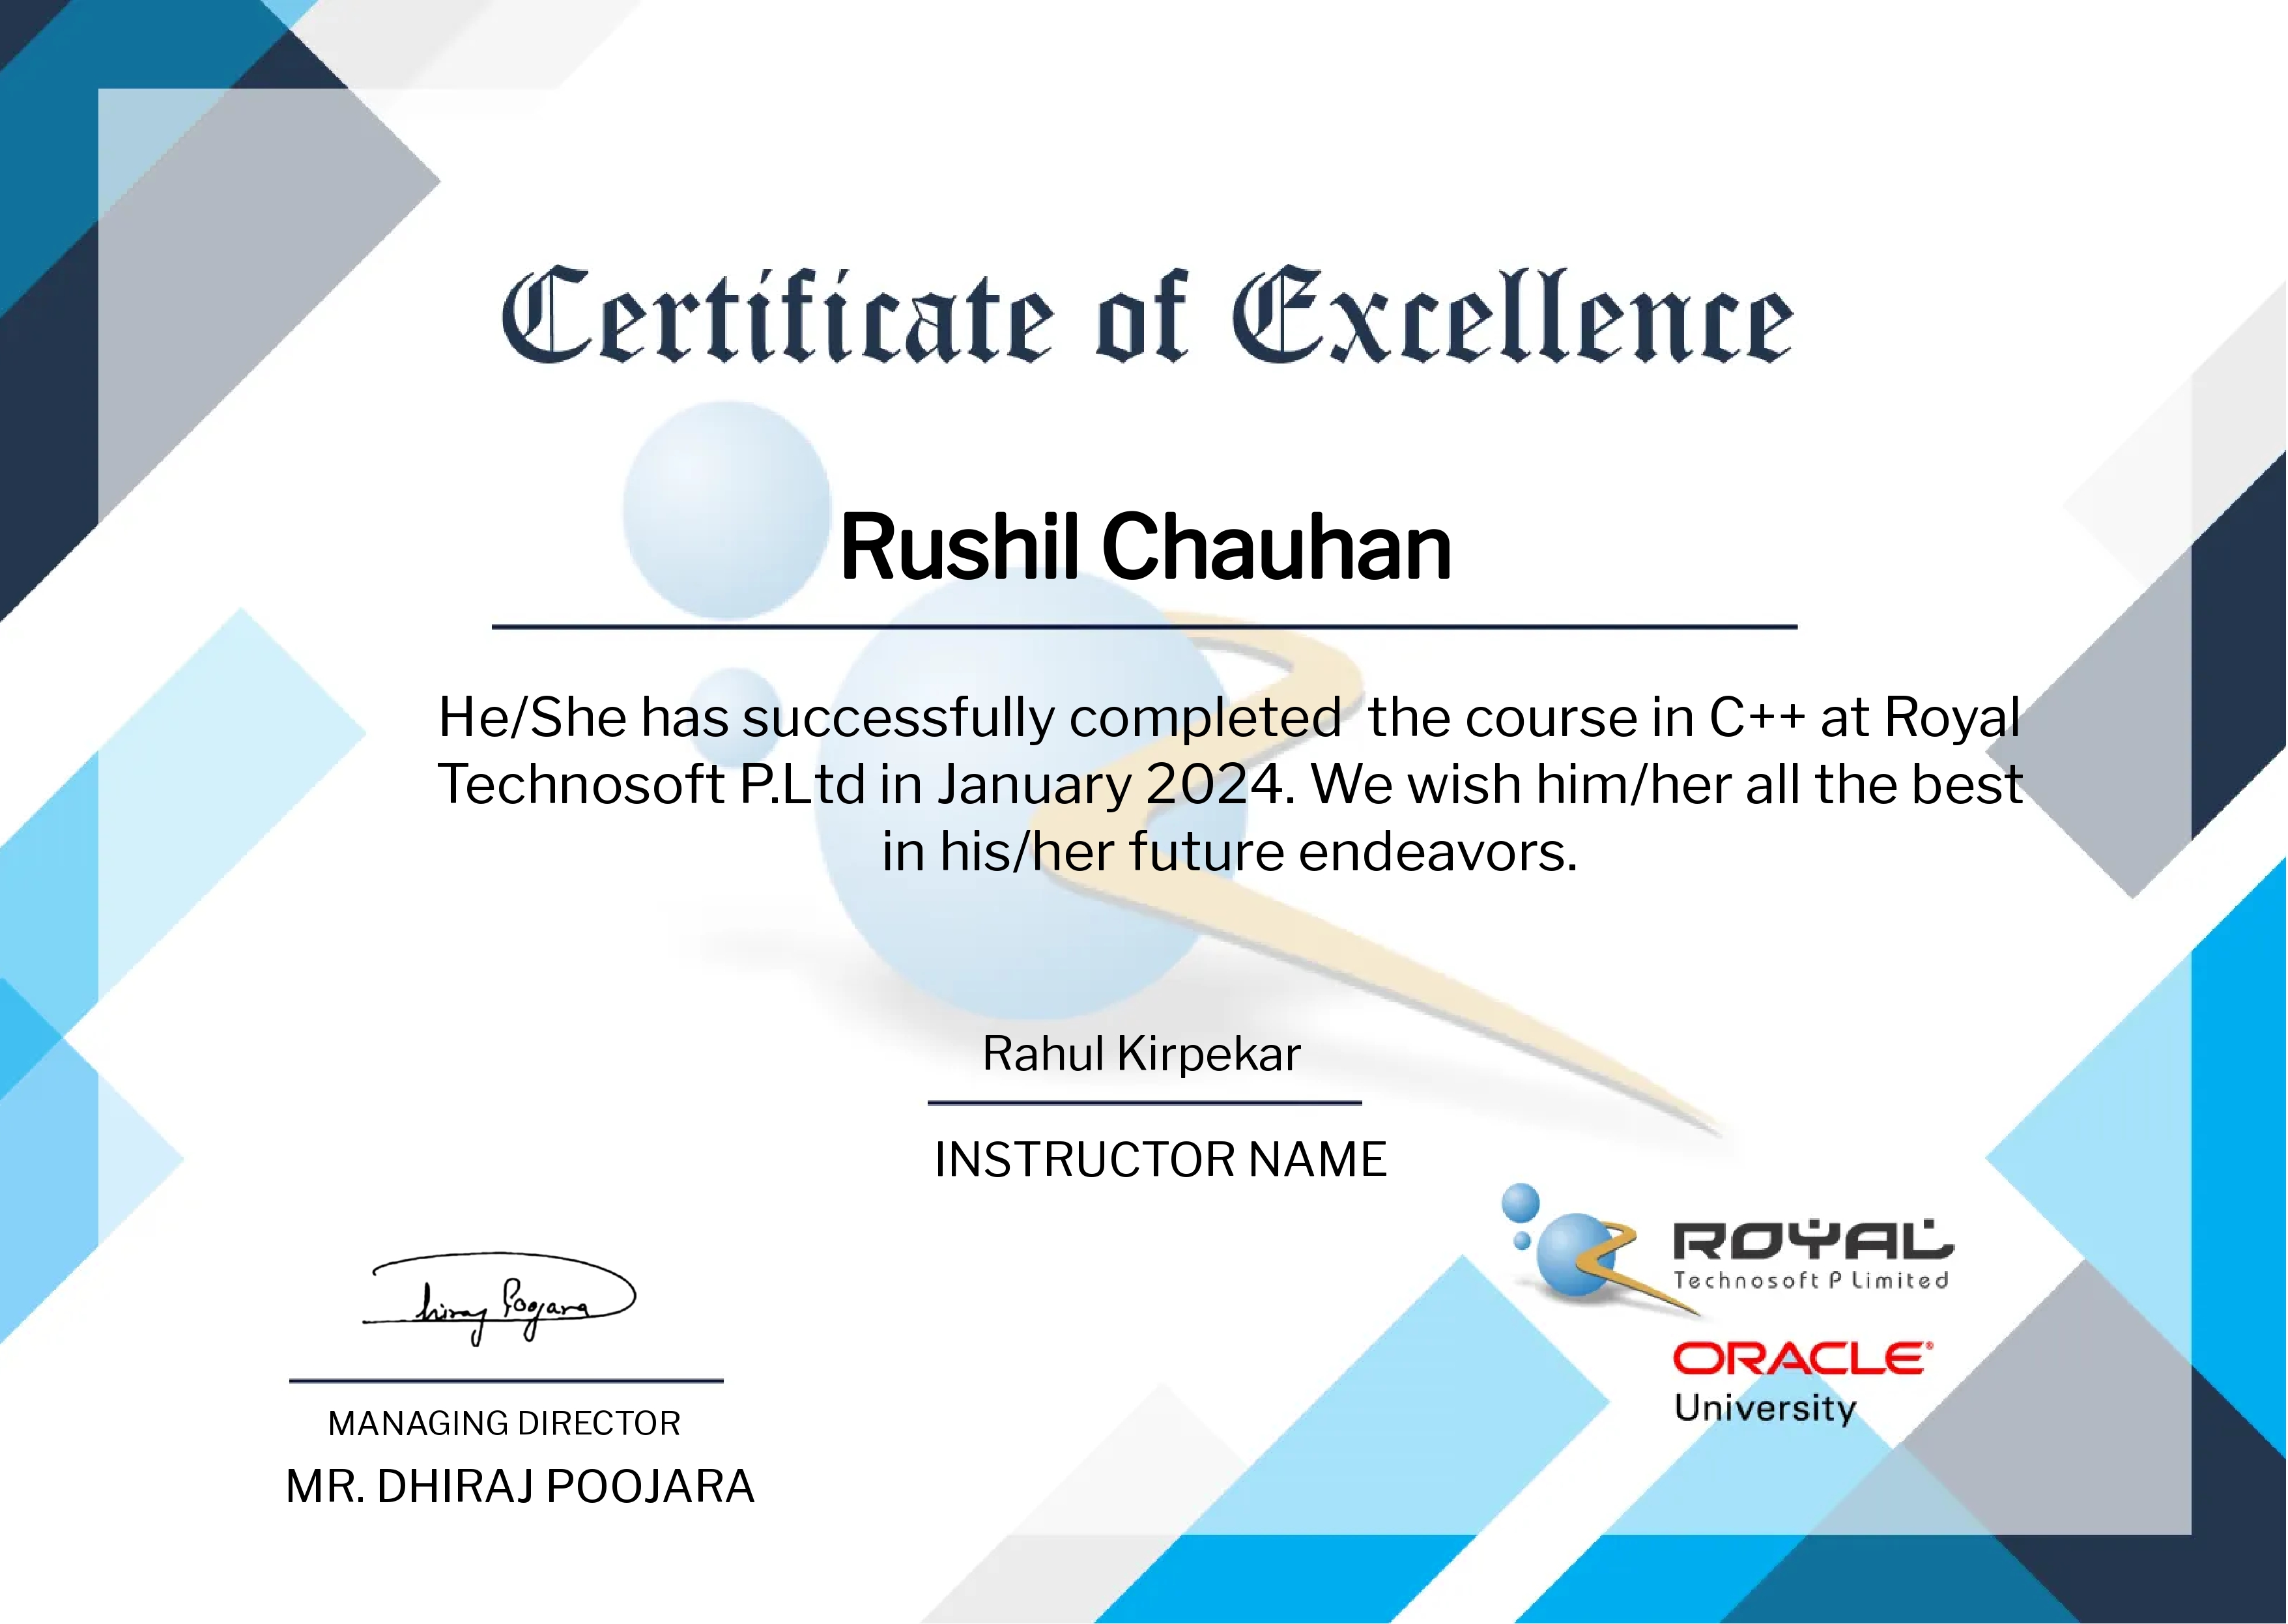 Certificate of Excellence
Rushil Chauhan
He/She has successfully completed the course in C++ at Royal
Technosoft P.Ltd in January 2024. We wish him/her all the best
in his/her future endeavors.
Rahul Kirpekar
INSTRUCTOR NAME
ROYAL
Technosoft P Limited
ORACLE®
University
Dhiraj Poojara
MANAGING DIRECTOR
MR. DHIRAJ POOJARA